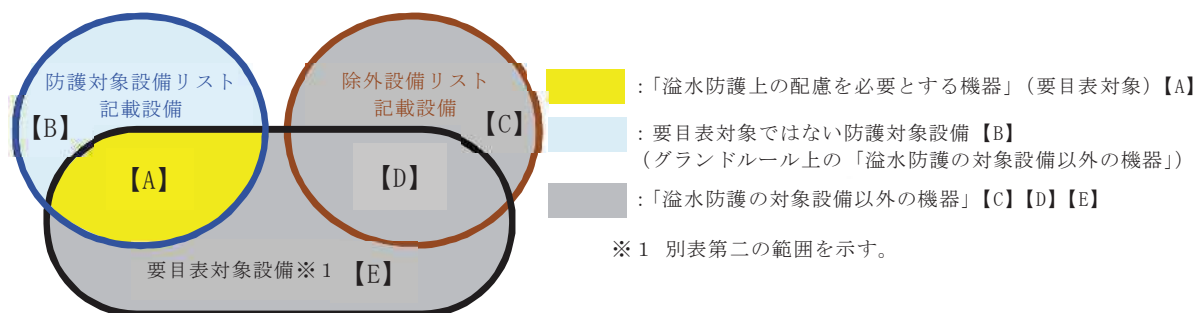 防護対象設備リスト
記載設備
【B】
【A】
除外設備リスト
記載設備
【C】
【D】
要目表対象設備※1 【E】
:「溢水防護上の配慮を必要とする機器」(要目表対象)【A】
:要目表対象ではない防護対象設備【B】
(グランドルール上の「溢水防護の対象設備以外の機器」)
:「溢水防護の対象設備以外の機器」【C】【D】【E】
※1 別表第二の範囲を示す。